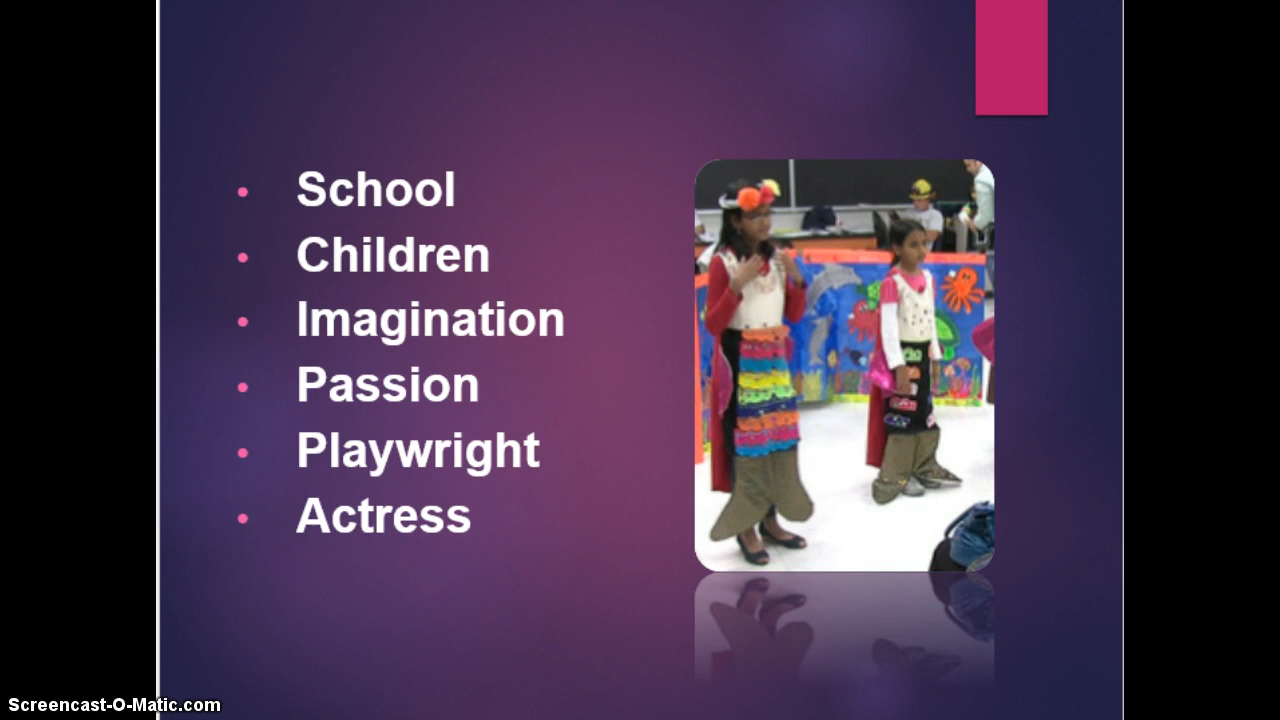 School
Children
Imagination
Passion
Playwright
Actress
Screencast-O-Matic.com